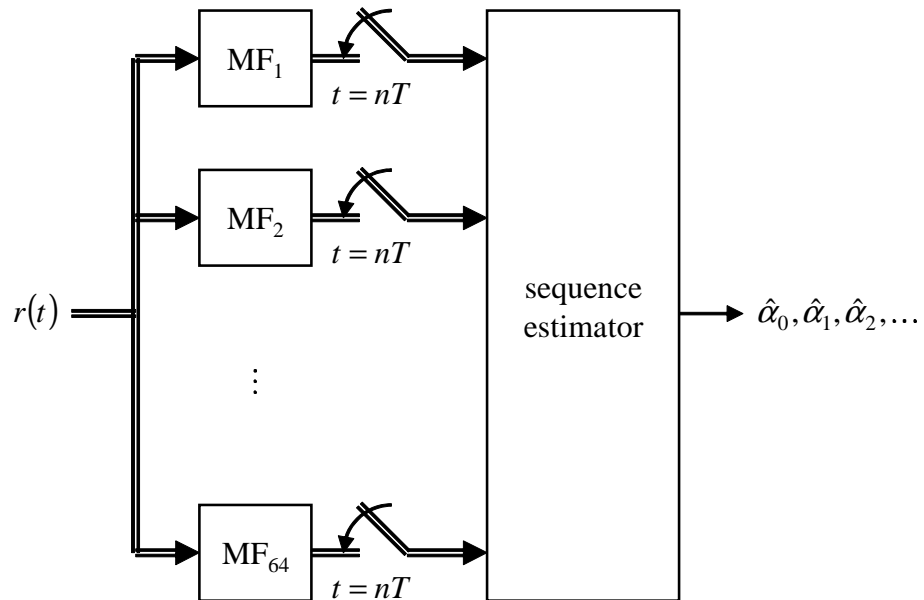 MF₁
t = nT
MF₂
t = nT
r(t)
sequence
estimator
α̂₀, α̂₁, α̂₂, …
⋮
MF₆₄
t = nT